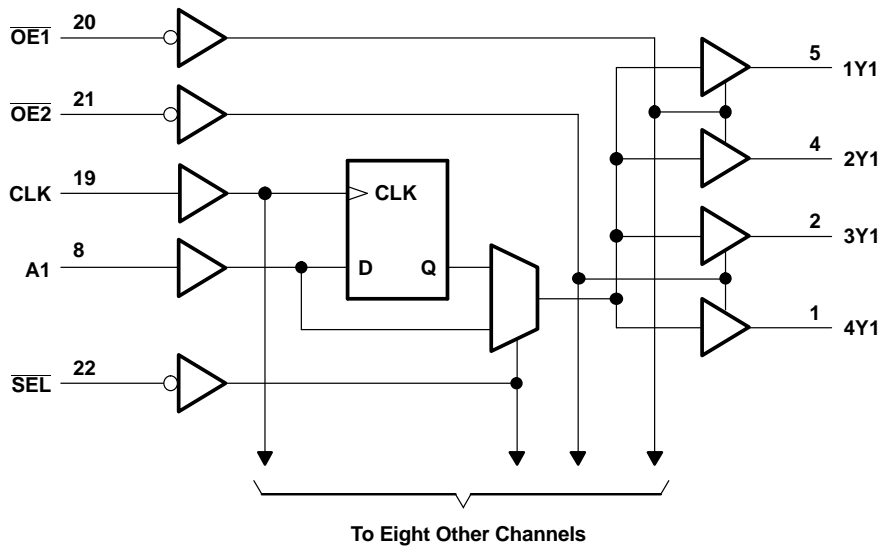 OE1 20
OE2 21
CLK 19
A1 8
SEL 22
CLK
D Q
5 1Y1
4 2Y1
2 3Y1
1 4Y1
To Eight Other Channels